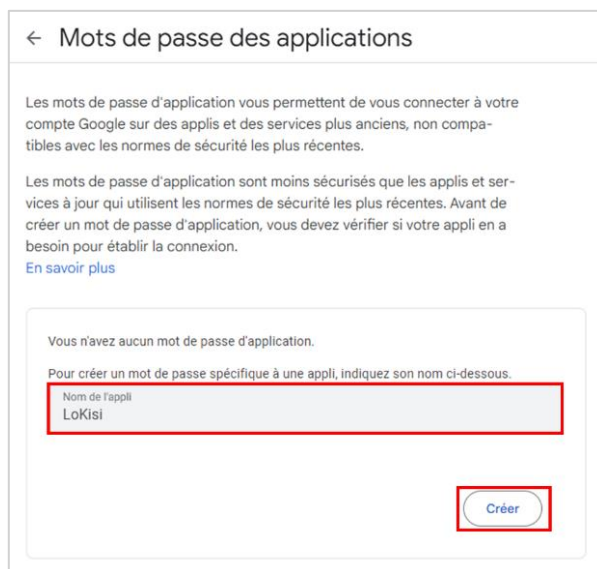 ← Mots de passe des applications
Les mots de passe d'application vous permettent de vous connecter à votre
compte Google sur des applis et des services plus anciens, non compa-
tibles avec les normes de sécurité les plus récentes.
Les mots de passe d'application sont moins sécurisés que les applis et ser-
vices à jour qui utilisent les normes de sécurité les plus récentes. Avant de
créer un mot de passe d'application, vous devez vérifier si votre appli en a
besoin pour établir la connexion.
En savoir plus
Vous n'avez aucun mot de passe d'application.
Pour créer un mot de passe spécifique à une appli, indiquez son nom ci-dessous.
Nom de l'appli
LoKisi
Créer